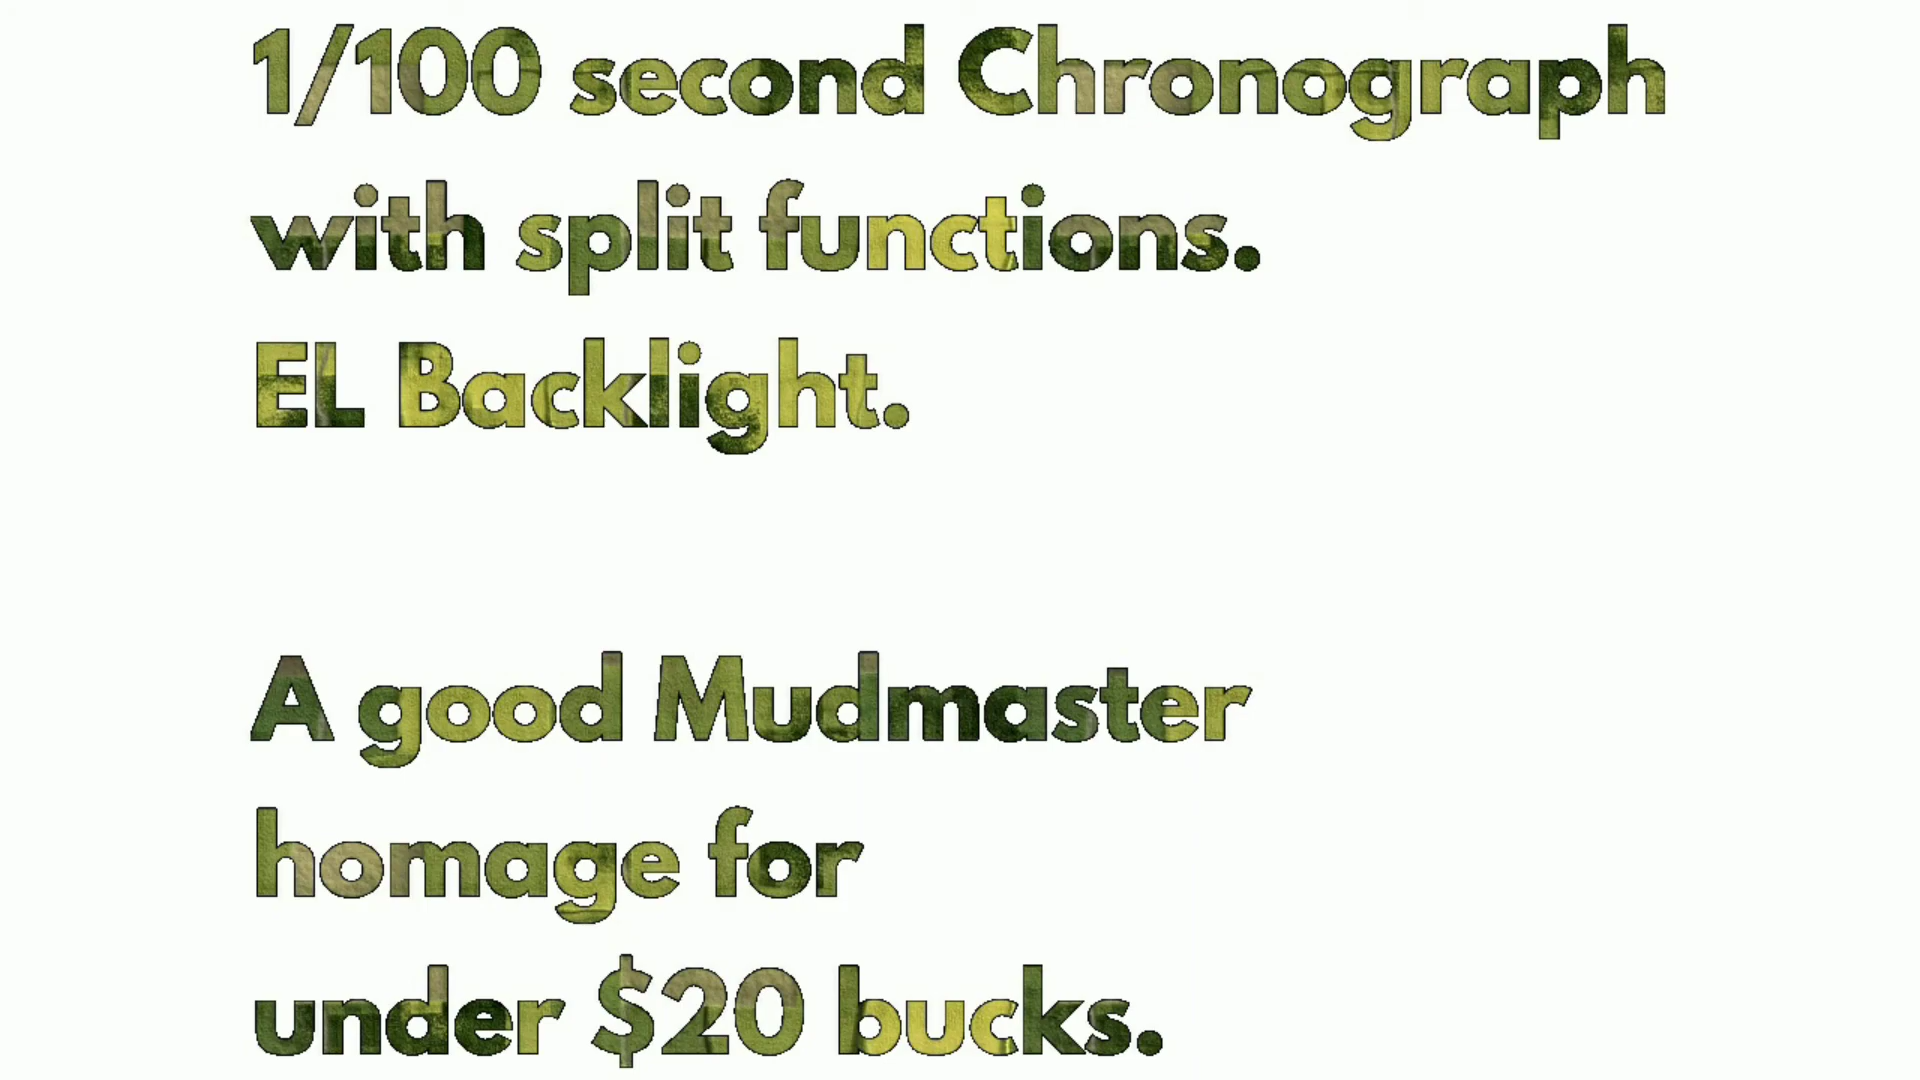 1/100 second Chronograph
with split functions.
EL Backlight.
A good Mudmaster
homage for
under $20 bucks.